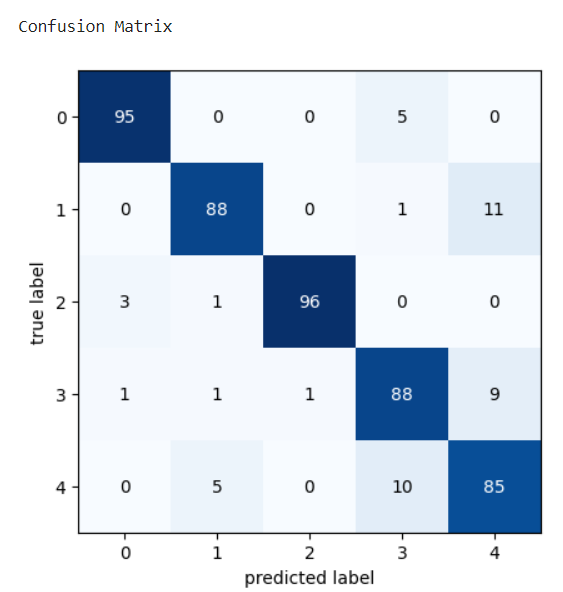 Confusion Matrix
0 95 0 0 5 0
1 0 88 0 1 11
2 3 1 96 0 0
3 1 1 1 88 9
4 0 5 0 10 85
true label
0 1 2 3 4
predicted label